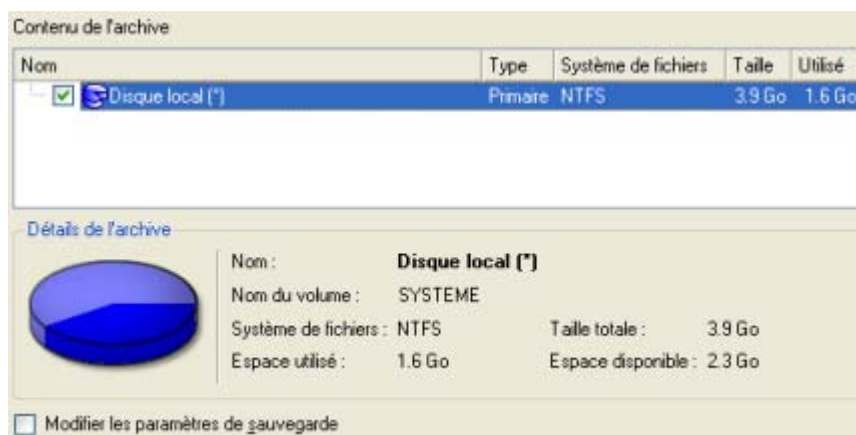 Contenu de l'archive
Nom Type Système de fichiers Taille Utilisé
Disque local (*) Primaire NTFS 3.9 Go 1.6 Go
Détails de l'archive
Nom : Disque local (*)
Nom du volume : SYSTEME
Système de fichiers : NTFS Taille totale : 3.9 Go
Espace utilisé : 1.6 Go Espace disponible : 2.3 Go
Modifier les paramètres de sauvegarde